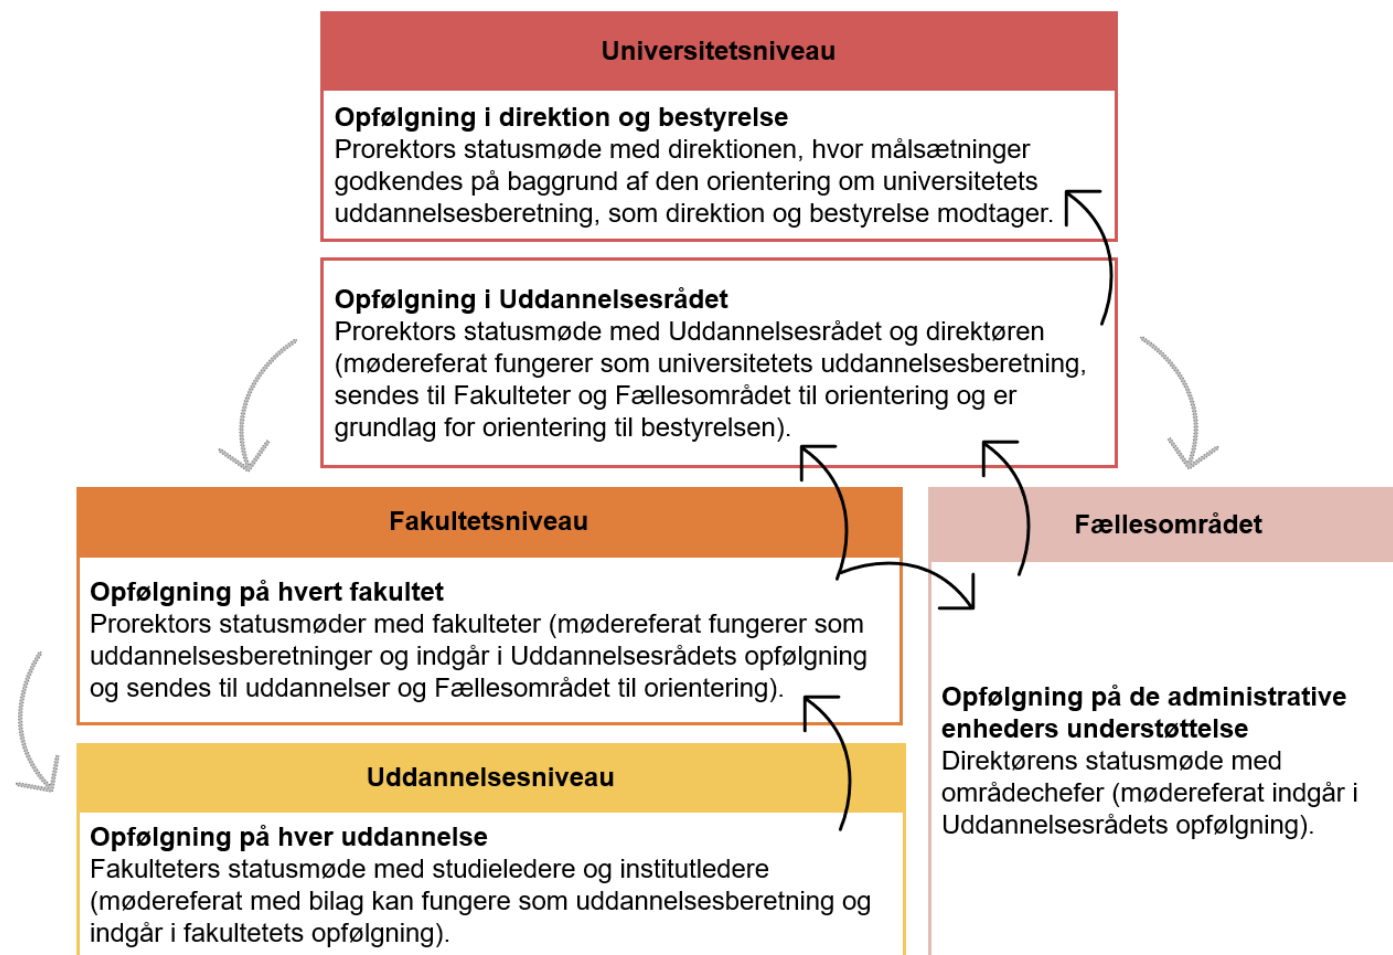 Universitetsniveau
Opfølgning i direktion og bestyrelse
Prorektors statusmøde med direktionen, hvor målsætninger
godkendes på baggrund af den orientering om universitetets
uddannelsesberetning, som direktion og bestyrelse modtager.
Opfølgning i Uddannelsesrådet
Prorektors statusmøde med Uddannelsesrådet og direktøren
(mødereferat fungerer som universitetets uddannelsesberetning,
sendes til Fakulteter og Fællesområdet til orientering og er
grundlag for orientering til bestyrelsen).
Fakultetsniveau
Opfølgning på hvert fakultet
Prorektors statusmøder med fakulteter (mødereferat fungerer som
uddannelsesberetninger og indgår i Uddannelsesrådets opfølgning
og sendes til uddannelser og Fællesområdet til orientering).
Uddannelsesniveau
Opfølgning på hver uddannelse
Fakulteters statusmøde med studieledere og institutledere
(mødereferat med bilag kan fungere som uddannelsesberetning og
indgår i fakultetets opfølgning).
Fællesområdet
Opfølgning på de administrative
enheders understøttelse
Direktørens statusmøde med
områdechefer (mødereferat indgår i
Uddannelsesrådets opfølgning).